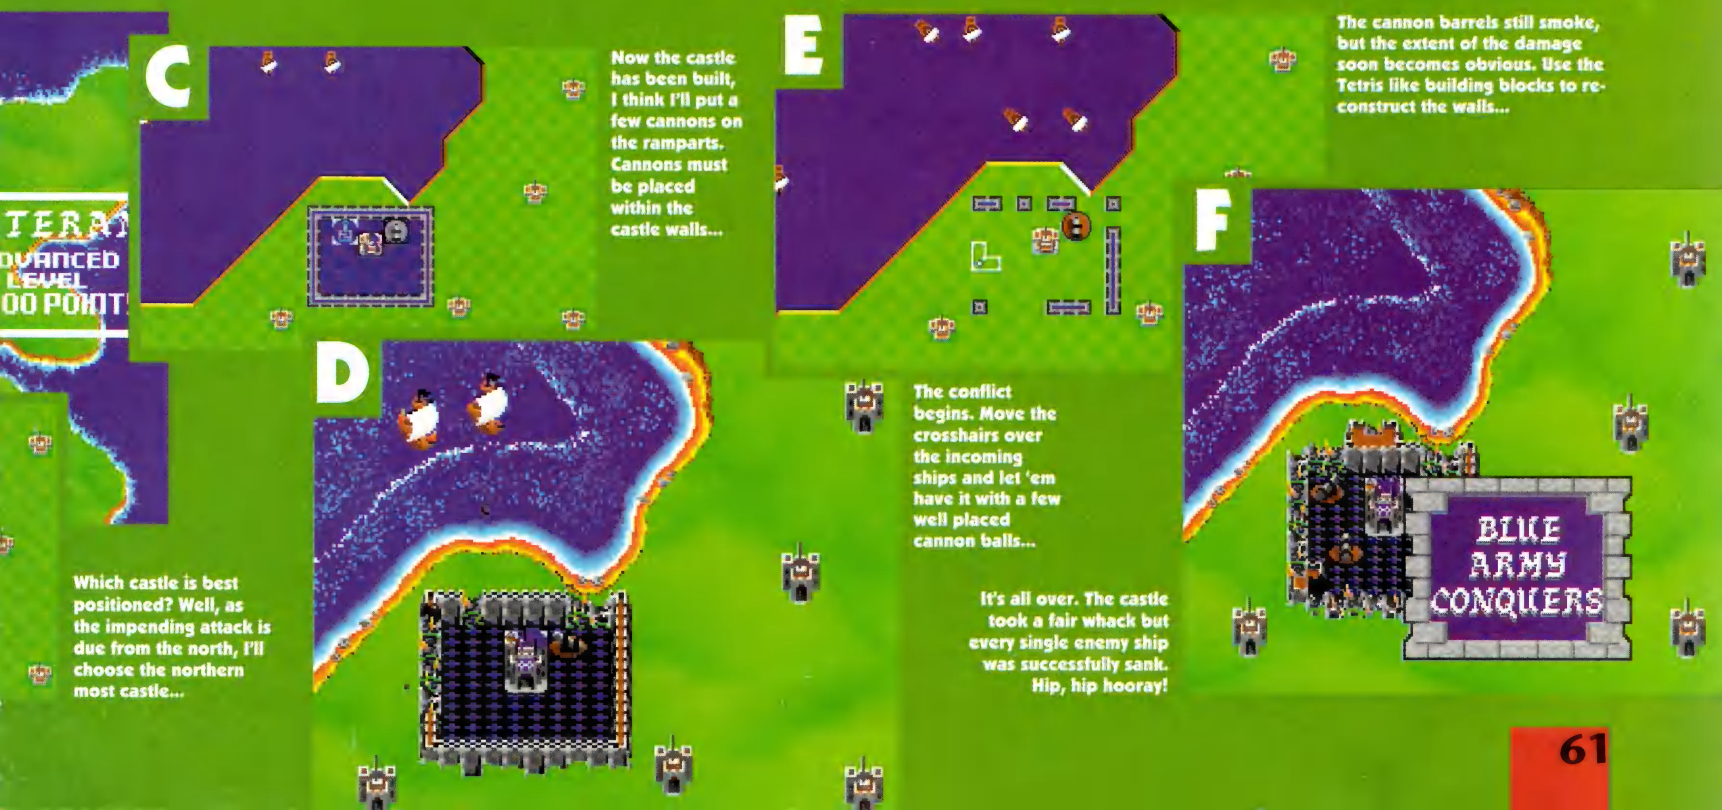 TERA
DVANCED
LEVEL
00 POINT
Which castle is best
positioned? Well, as
the impending attack is
due from the north, I'll
choose the northern
most castle...
C
Now the castle
has been built,
I think I'll put a
few cannons on
the ramparts.
Cannons must
be placed
within the
castle walls...
D
The conflict
begins. Move the
crosshairs over
the incoming
ships and let 'em
have it with a few
well placed
cannon balls...
E
The cannon barrels still smoke,
but the extent of the damage
soon becomes obvious. Use the
Tetris like building blocks to re-
construct the walls...
F
It's all over. The castle
took a fair whack but
every single enemy ship
was successfully sank.
Hip, hip hooray!
BLUE
ARMY
CONQUERS
61